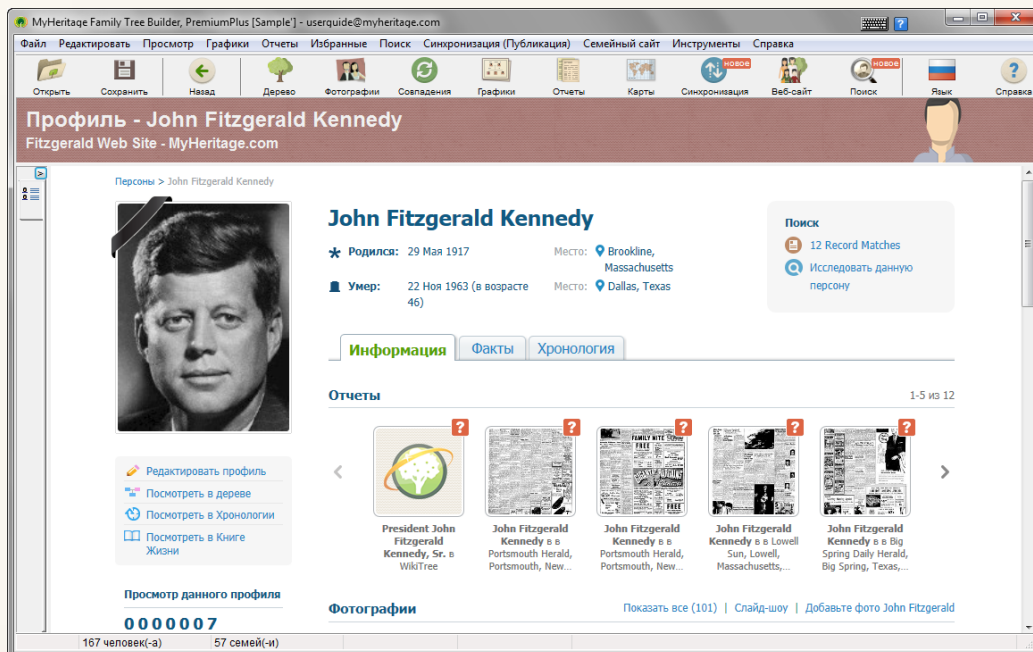 MyHeritage Family Tree Builder, PremiumPlus [Sample'] - userguide@myheritage.com
Файл Редактировать Просмотр Графики Отчеты Избранные Поиск Синхронизация (Публикация) Семейный сайт Инструменты Справка
НОВОЕ НОВОЕ
Открыть Сохранить Назад Дерево Фотографии Совпадения Графики Отчеты Карты Синхронизация Веб-сайт Поиск Язык Справка
Профиль - John Fitzgerald Kennedy
Fitzgerald Web Site - MyHeritage.com
Персоны > John Fitzgerald Kennedy
John Fitzgerald Kennedy
Родился: 29 Мая 1917 Место: Brookline,
Massachusetts
Умер: 22 Ноя 1963 (в возрасте Место: Dallas, Texas
46)
Поиск
12 Record Matches
Исследовать данную
персону
Информация Факты Хронология
Отчеты 1-5 из 12
FAMILY NITE
FREE
FREE
President John
Fitzgerald
Kennedy, Sr. в
WikiTree
John Fitzgerald
Kennedy в в
Portsmouth Herald,
Portsmouth, New...
John Fitzgerald
Kennedy в в
Portsmouth Herald,
Portsmouth, New...
John Fitzgerald
Kennedy в в Lowell
Sun, Lowell,
Massachusetts,...
John Fitzgerald
Kennedy в в Big
Spring Daily Herald,
Big Spring, Texas,...
Редактировать профиль
Посмотреть в дереве
Посмотреть в Хронологии
Посмотреть в Книге
Жизни
Просмотр данного профиля
0000007
Фотографии Показать все (101) | Слайд-шоу | Добавьте фото John Fitzgerald
167 человек(-а) 57 семей(-и)